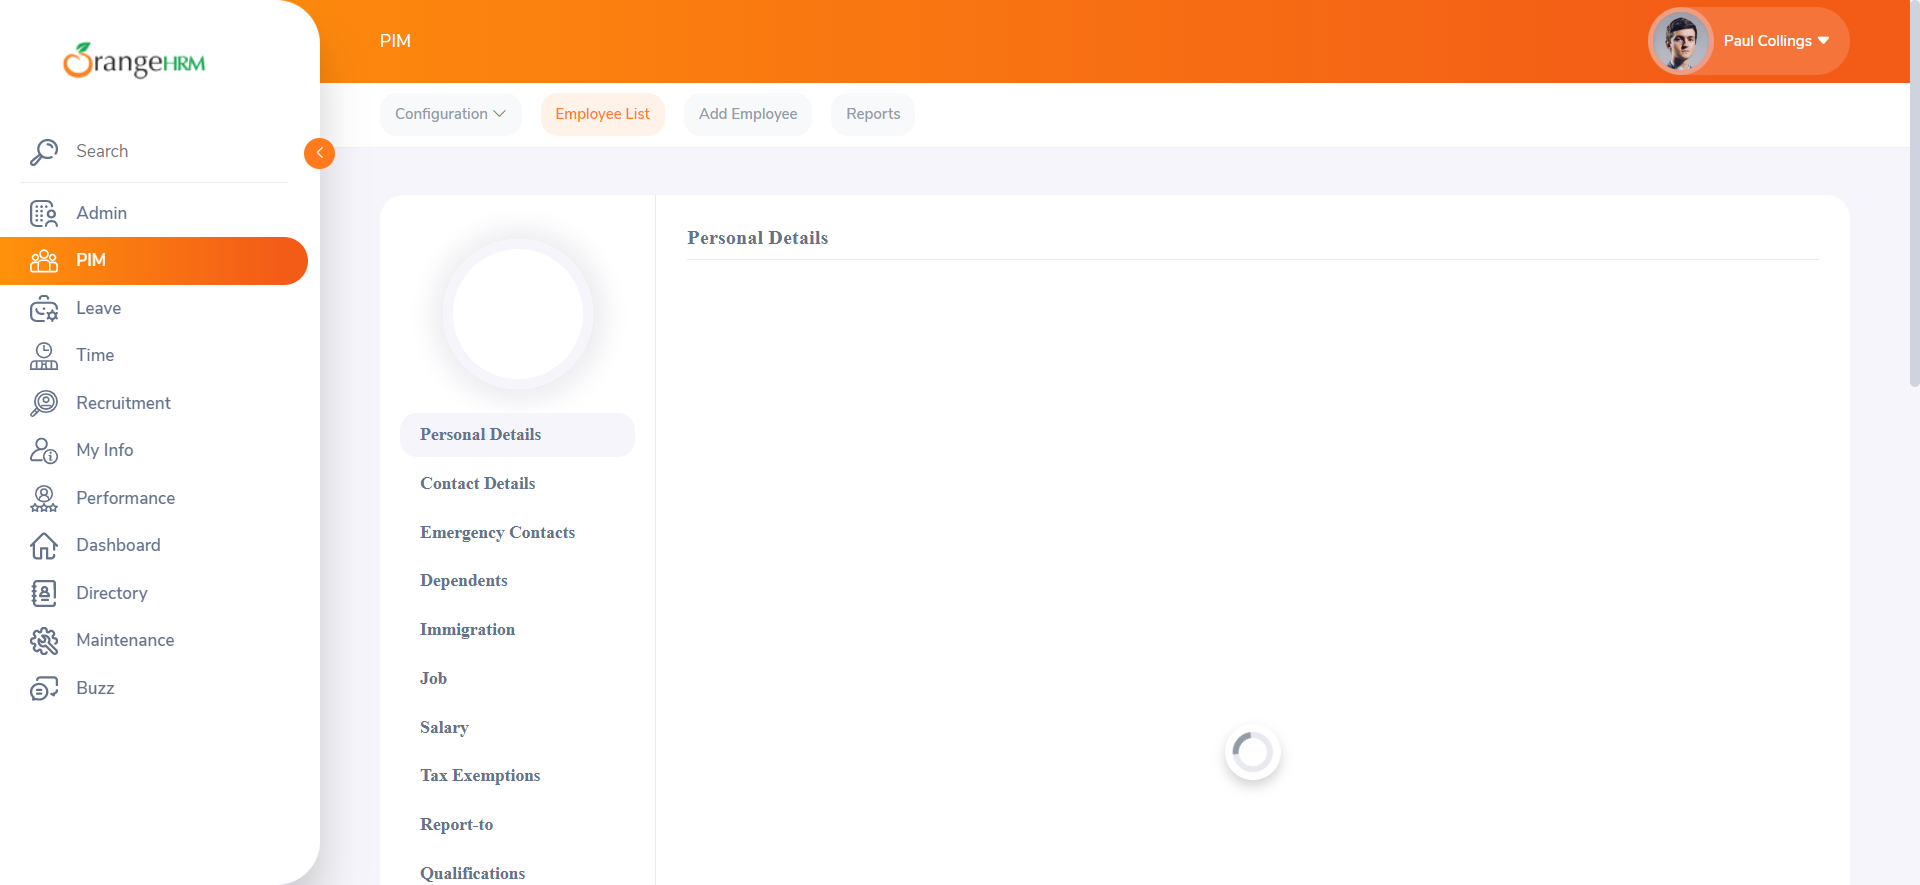 OrangeHRM
PIM
Paul Collings
Configuration
Employee List
Add Employee
Reports
Search
Admin
PIM
Leave
Time
Recruitment
My Info
Performance
Dashboard
Directory
Maintenance
Buzz
Personal Details
Contact Details
Emergency Contacts
Dependents
Immigration
Job
Salary
Tax Exemptions
Report-to
Qualifications
Personal Details